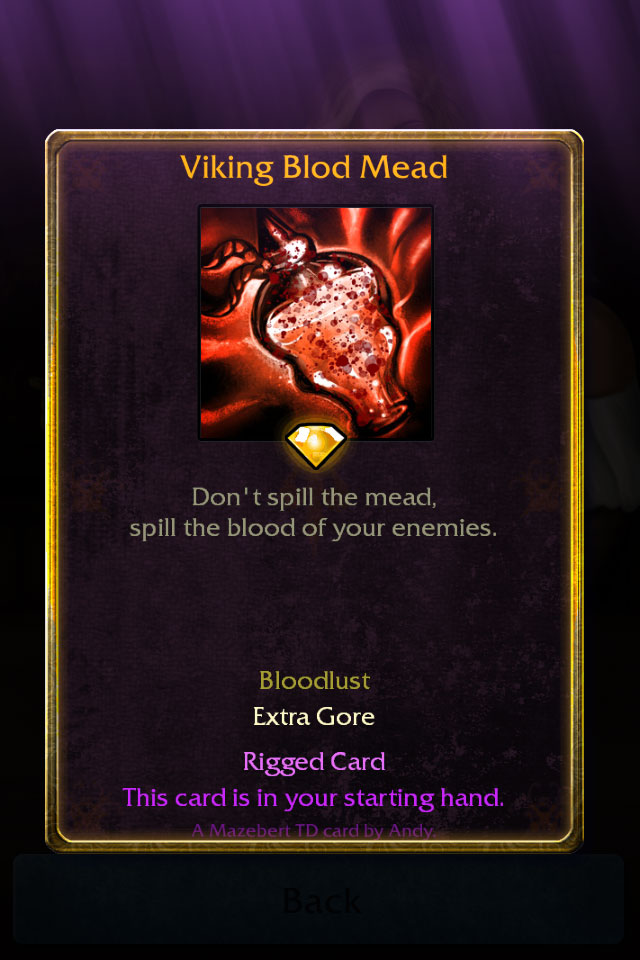 Viking Blod Mead
Don't spill the mead,
spill the blood of your enemies.
Bloodlust
Extra Gore
Rigged Card
This card is in your starting hand.
A Mazebert TD card by Andy.
Back